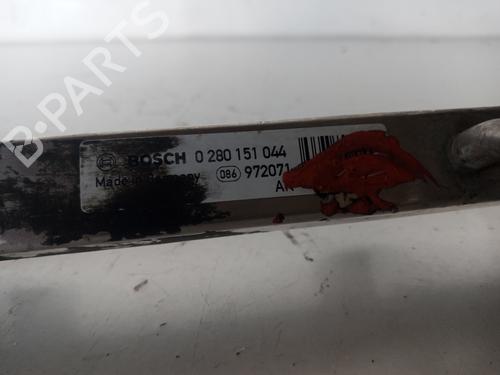 B-PARTS
BOSCH 0 280 151 044
Made in Germany 086 972071